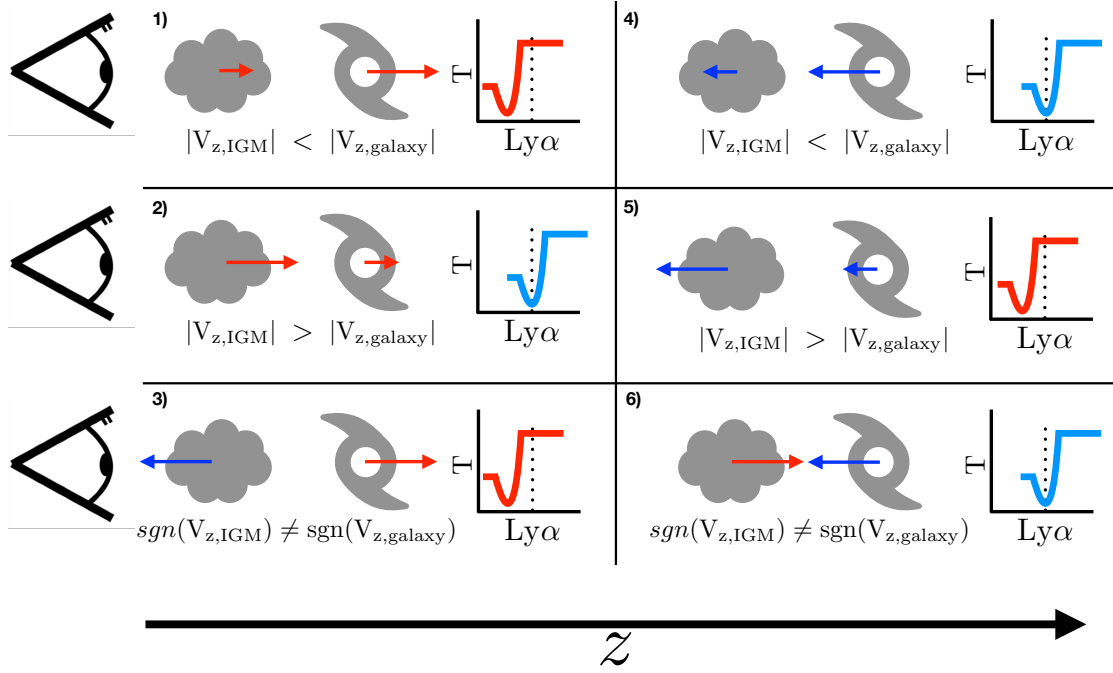 1)
T
|V_z,IGM| < |V_z,galaxy|
Lyα
4)
T
|V_z,IGM| < |V_z,galaxy|
Lyα
2)
T
|V_z,IGM| > |V_z,galaxy|
Lyα
5)
T
|V_z,IGM| > |V_z,galaxy|
Lyα
3)
T
sgn(V_z,IGM) ≠ sgn(V_z,galaxy)
Lyα
6)
T
sgn(V_z,IGM) ≠ sgn(V_z,galaxy)
Lyα
z